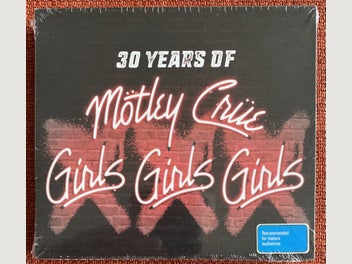 30 YEARS OF
Mötley Crüe
Girls Girls Girls
Recommended
for mature
audiences